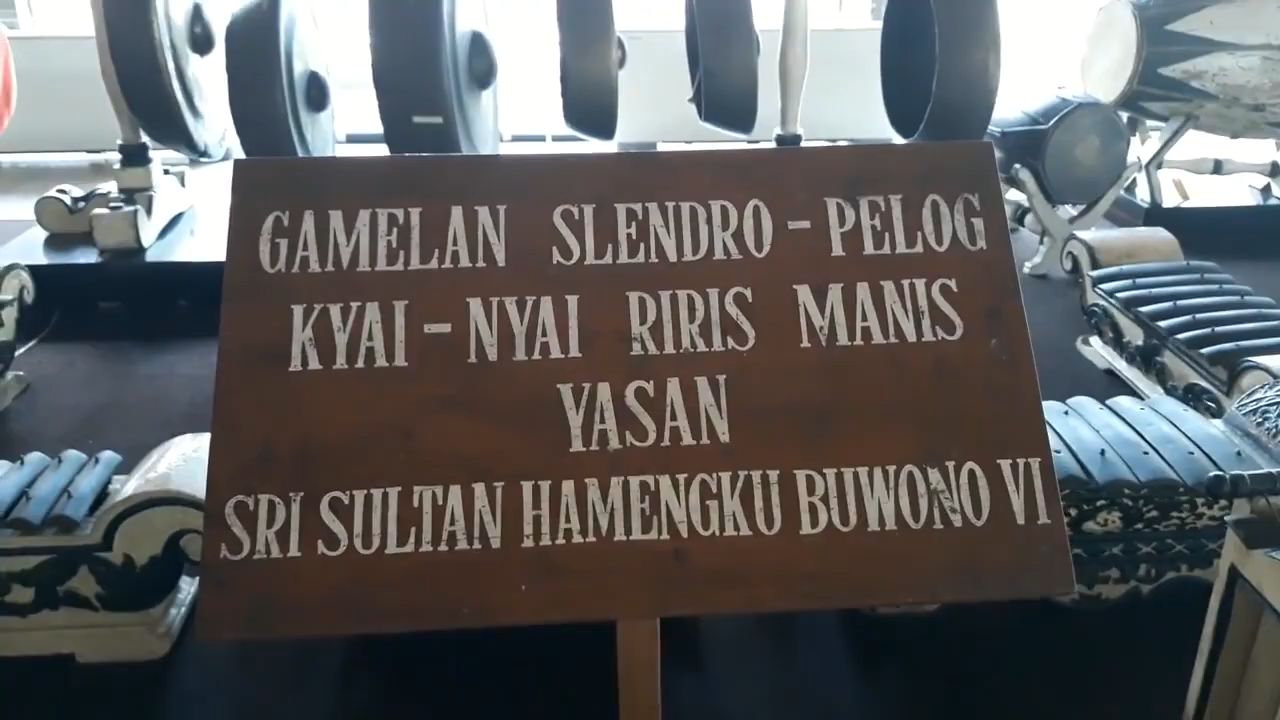 GAMELAN SLENDRO - PELOG
KYAI - NYAI RIRIS MANIS
YASAN
SRI SULTAN HAMENGKU BUWONO VI